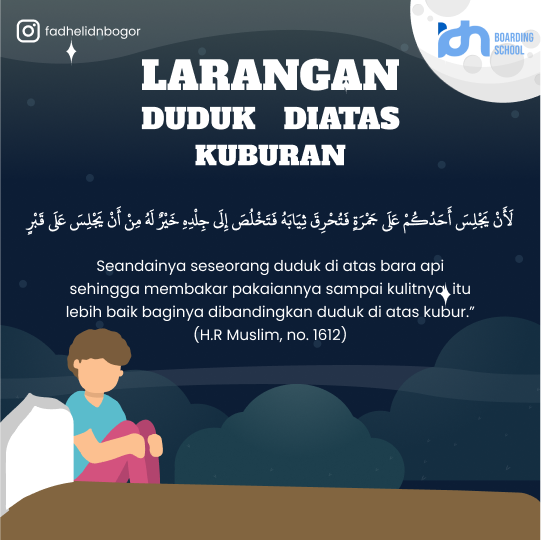 fadhelidnbogor
idn BOARDING
SCHOOL
LARANGAN
DUDUK DIATAS
KUBURAN
لَأَنْ يَجْلِسَ أَحَدُكُمْ عَلَى جَمْرَةٍ فَتُحْرِقَ ثِيَابَهُ فَتَخْلُصَ إِلَى جِلْدِهِ خَيْرٌ لَهُ مِنْ أَنْ يَجْلِسَ عَلَى قَبْرٍ
Seandainya seseorang duduk di atas bara api
sehingga membakar pakaiannya sampai kulitnya itu
lebih baik baginya dibandingkan duduk di atas kubur.”
(H.R Muslim, no. 1612)